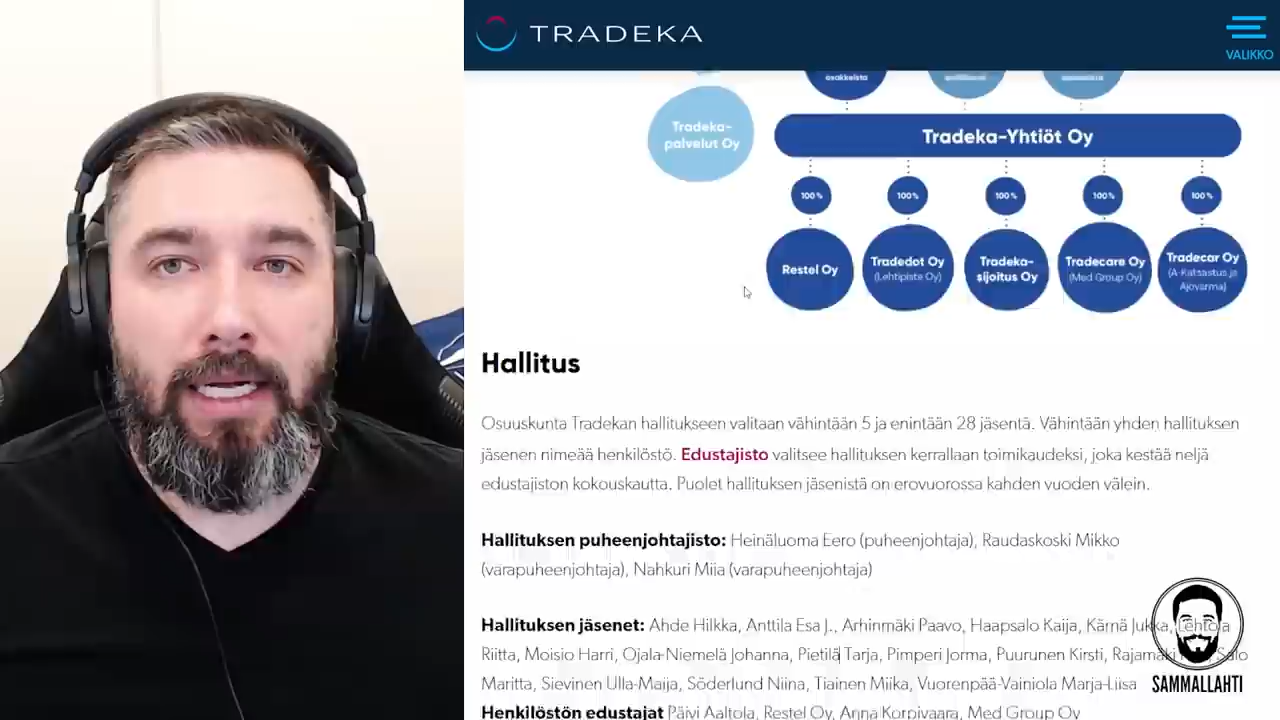 TRADEKA
VALIKKO
osakkeista
Tradeka-
palvelut Oy
Tradeka-Yhtiöt Oy
100%
100%
100%
100%
100%
Restel Oy
Tradedot Oy
(Lehtipiste Oy)
Tradeka-
sijoitus Oy
Tradecare Oy
(Med Group Oy)
Tradecar Oy
(A-Katsastus ja
Ajovarma)
Hallitus
Osuuskunta Tradekan hallitukseen valitaan vähintään 5 ja enintään 28 jäsentä. Vähintään yhden hallituksen
jäsenen nimeää henkilöstö. Edustajisto valitsee hallituksen kerrallaan toimikaudeksi, joka kestää neljä
edustajiston kokouskautta. Puolet hallituksen jäsenistä on erovuorossa kahden vuoden välein.
Hallituksen puheenjohtajisto: Heinäluoma Eero (puheenjohtaja), Raudaskoski Mikko
(varapuheenjohtaja), Nahkuri Miia (varapuheenjohtaja)
Hallituksen jäsenet: Ahde Hilkka, Anttila Esa J., Arhinmäki Paavo, Haapsalo Kaija, Kärnä Jukka, Lehtola
Riitta, Moisio Harri, Ojala-Niemelä Johanna, Pietilä Tarja, Pimperi Jorma, Puurunen Kirsti, Rajamäki Salo
Maritta, Sievinen Ulla-Maija, Söderlund Niina, Tiainen Miika, Vuorenpää-Vainiola Marja-Liisa
Henkilöstön edustajat Päivi Aaltola, Restel Oy, Anna Korpivaara, Med Group Oy
SAMMALLAHTI